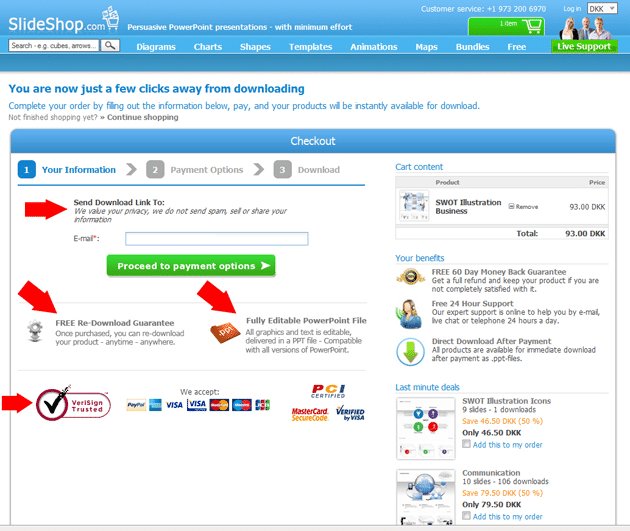 SlideShop.com
Persuasive PowerPoint presentations - with minimum effort
Customer service: +1 973 200 6970
Log in
DKK
1 item
Search - e.g. cubes, arrows...
Diagrams Charts Shapes Templates Animations Maps Bundles Free
Live Support
You are now just a few clicks away from downloading
Complete your order by filling out the information below, pay, and your products will be instantly available for download.
Not finished shopping yet? » Continue shopping
Checkout
1 Your Information 2 Payment Options 3 Download
Send Download Link To:
We value your privacy, we do not send spam, sell or share your
information
E-mail*:
Proceed to payment options
FREE Re-Download Guarantee
Once purchased, you can re-download
your product - anytime - anywhere.
Fully Editable PowerPoint File
All graphics and text is editable,
delivered in a PPT file - Compatible
with all versions of PowerPoint.
.PPT
VeriSign
Trusted
We accept:
PayPal VISA VISA
PCI
CERTIFIED
MasterCard.
SecureCode
VERIFIED
by VISA
JCB
Cart content
Product Price
SWOT Illustration
Business
Remove
93.00 DKK
Total: 93.00 DKK
Your benefits
FREE 60 Day Money Back Guarantee
Get a full refund and keep your product if you are
not completely satisfied with it.
Free 24 Hour Support
Our expert support is online to help you by e-mail,
live chat or telephone 24 hours a day.
Direct Download After Payment
All products are available for immediate download
after payment as .ppt-files.
Last minute deals
SWOT Illustration Icons
9 slides - 1 downloads
Save 46.50 DKK (50 %)
Only 46.50 DKK
Add this to my order
Communication
10 slides - 106 downloads
Save 79.50 DKK (50 %)
Only 79.50 DKK
Add this to my order